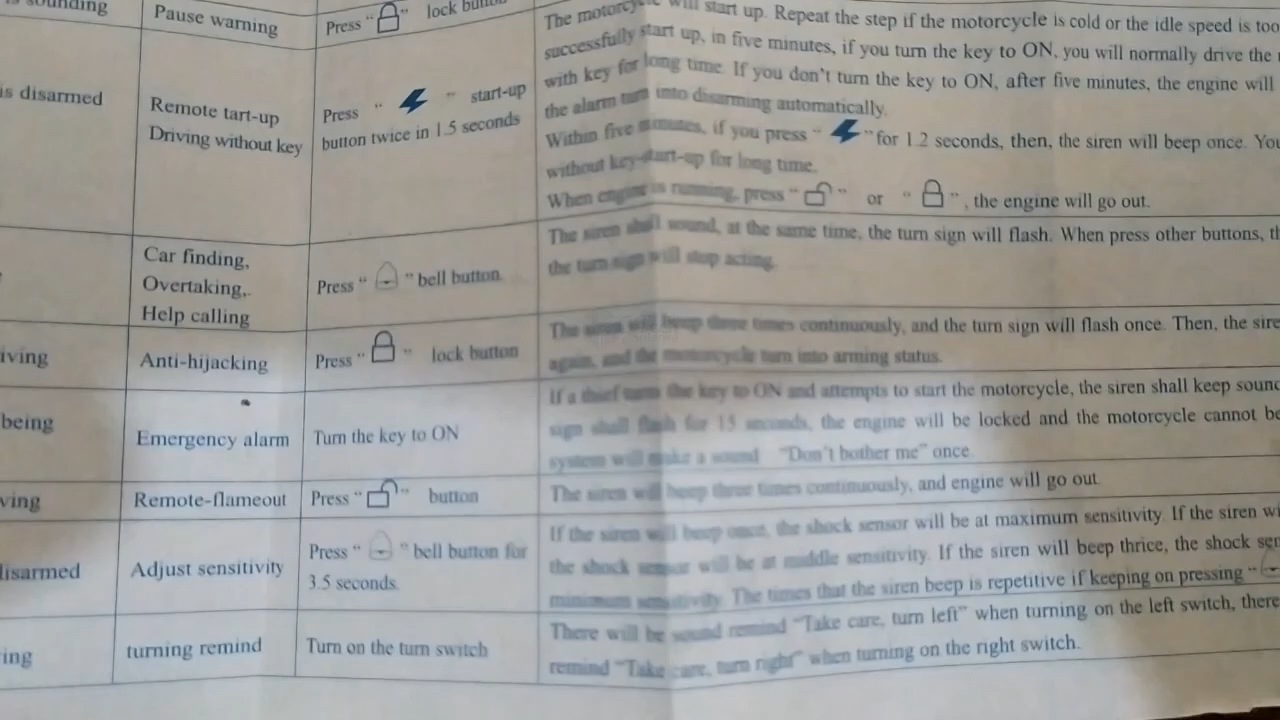 sounding
Pause warning
Press “ ” lock button
The motorcycle will start up. Repeat the step if the motorcycle is cold or the idle speed is too
successfully start up, in five minutes, if you turn the key to ON, you will normally drive the
with key for long time. If you don’t turn the key to ON, after five minutes, the engine will
the alarm turn into disarming automatically.
is disarmed
Remote tart-up
Driving without key
Press “ ” start-up
button twice in 1.5 seconds
Within five minutes, if you press “ ” for 1.2 seconds, then, the siren will beep once. You
without key-start-up for long time.
When engine is running, press “ ” or “ ”, the engine will go out.
Car finding,
Overtaking,
Help calling
Press “ ” bell button.
The siren shall sound, at the same time, the turn sign will flash. When press other buttons,
the turn sign will stop acting.
iving
Anti-hijacking
Press “ ” lock button
The siren will beep three times continuously, and the turn sign will flash once. Then, the sire
again, and the motorcycle turn into arming status.
being
Emergency alarm
Turn the key to ON
If a thief turns the key to ON and attempts to start the motorcycle, the siren shall keep sound
sign shall flash for 15 seconds, the engine will be locked and the motorcycle cannot be
system will make a sound “Don’t bother me” once.
ving
Remote-flameout
Press “ ” button
The siren will beep three times continuously, and engine will go out.
disarmed
Adjust sensitivity
Press “ ” bell button for
3.5 seconds.
If the siren will beep once, the shock sensor will be at maximum sensitivity. If the siren wi
the shock sensor will be at middle sensitivity. If the siren will beep thrice, the shock sen
minimum sensitivity. The times that the siren beep is repetitive if keeping on pressing “
ing
turning remind
Turn on the turn switch
There will be sound remind “Take care, turn left” when turning on the left switch, there
remind “Take care, turn right” when turning on the right switch.